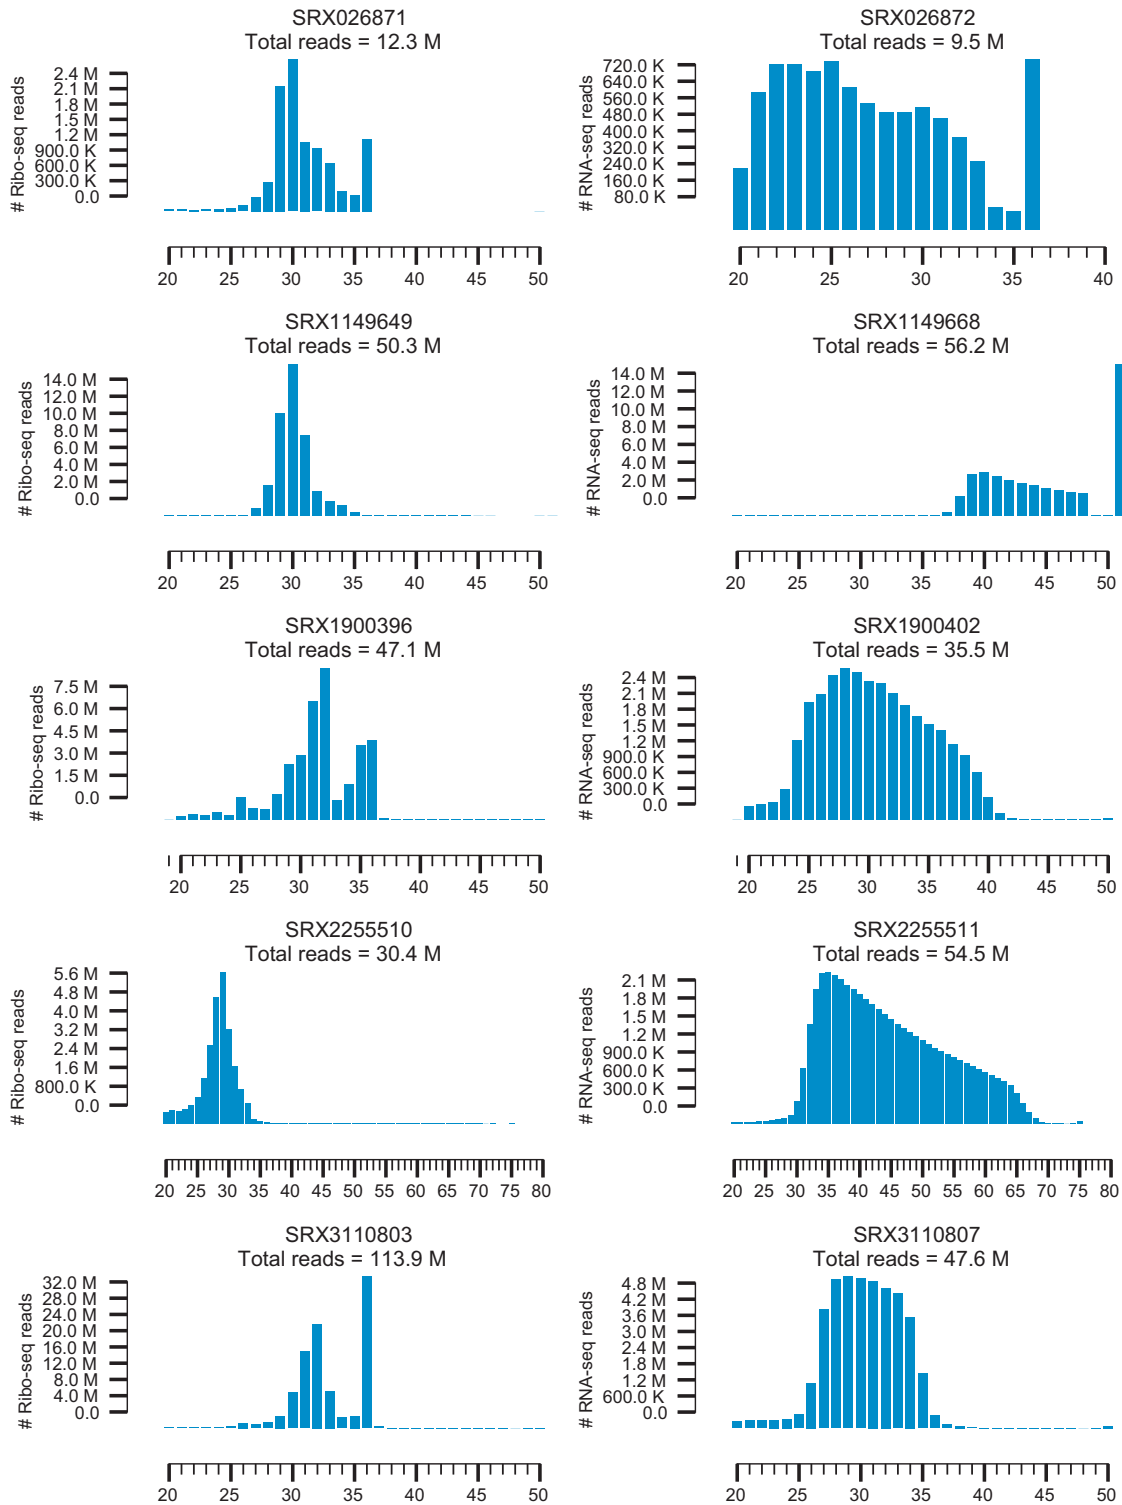 SRX026871
Total reads = 12.3 M
# Ribo-seq reads
2.4 M
2.1 M
1.8 M
1.5 M
1.2 M
900.0 K
600.0 K
300.0 K
0.0
20 25 30 35 40 45 50
SRX026872
Total reads = 9.5 M
# RNA-seq reads
720.0 K
640.0 K
560.0 K
480.0 K
400.0 K
320.0 K
240.0 K
160.0 K
80.0 K
20 25 30 35 40
SRX1149649
Total reads = 50.3 M
# Ribo-seq reads
14.0 M
12.0 M
10.0 M
8.0 M
6.0 M
4.0 M
2.0 M
0.0
20 25 30 35 40 45 50
SRX1149668
Total reads = 56.2 M
# RNA-seq reads
14.0 M
12.0 M
10.0 M
8.0 M
6.0 M
4.0 M
2.0 M
0.0
20 25 30 35 40 45 50
SRX1900396
Total reads = 47.1 M
# Ribo-seq reads
7.5 M
6.0 M
4.5 M
3.0 M
1.5 M
0.0
20 25 30 35 40 45 50
SRX1900402
Total reads = 35.5 M
# RNA-seq reads
2.4 M
2.1 M
1.8 M
1.5 M
1.2 M
900.0 K
600.0 K
300.0 K
0.0
20 25 30 35 40 45 50
SRX2255510
Total reads = 30.4 M
# Ribo-seq reads
5.6 M
4.8 M
4.0 M
3.2 M
2.4 M
1.6 M
800.0 K
0.0
20 25 30 35 40 45 50 55 60 65 70 75 80
SRX2255511
Total reads = 54.5 M
# RNA-seq reads
2.1 M
1.8 M
1.5 M
1.2 M
900.0 K
600.0 K
300.0 K
0.0
20 25 30 35 40 45 50 55 60 65 70 75 80
SRX3110803
Total reads = 113.9 M
# Ribo-seq reads
32.0 M
28.0 M
24.0 M
20.0 M
16.0 M
12.0 M
8.0 M
4.0 M
0.0
20 25 30 35 40 45 50
SRX3110807
Total reads = 47.6 M
# RNA-seq reads
4.8 M
4.2 M
3.6 M
3.0 M
2.4 M
1.8 M
1.2 M
600.0 K
0.0
20 25 30 35 40 45 50